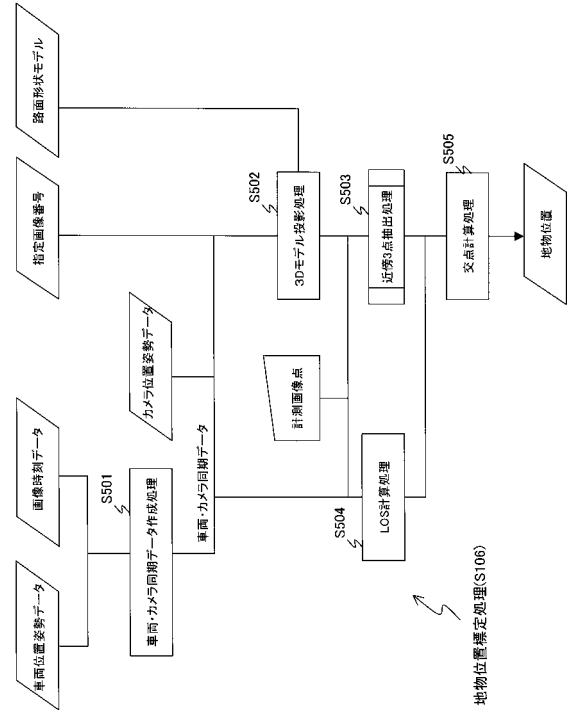 車両位置姿勢データ
画像時刻データ
指定画像番号
路面形状モデル
S501
車両・カメラ同期データ作成処理
カメラ位置姿勢データ
車両・カメラ同期データ
S502
3Dモデル投影処理
計測画像点
S503
近傍3点抽出処理
S504
LOS計算処理
S505
交点計算処理
地物位置
地物位置標定処理(S106)